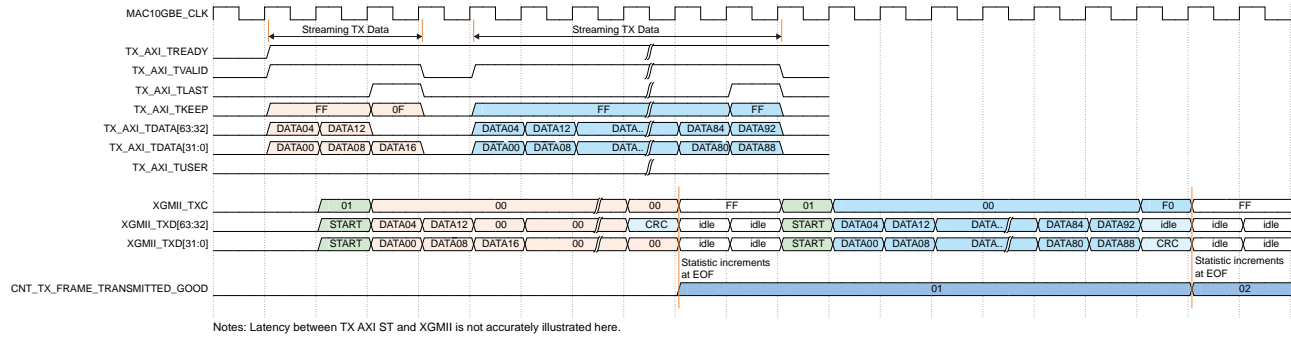 MAC10GBE_CLK
Streaming TX Data Streaming TX Data
TX_AXI_TREADY
TX_AXI_TVALID
TX_AXI_TLAST
TX_AXI_TKEEP FF 0F FF FF
TX_AXI_TDATA[63:32] DATA04 DATA12 DATA04 DATA12 DATA.. DATA84 DATA92
TX_AXI_TDATA[31:0] DATA00 DATA08 DATA16 DATA00 DATA08 DATA.. DATA80 DATA88
TX_AXI_TUSER
XGMII_TXC 01 00 00 FF 01 00 F0 FF
XGMII_TXD[63:32] START DATA04 DATA12 00 00 CRC idle idle START DATA04 DATA12 DATA.. DATA84 DATA92 idle idle idle
XGMII_TXD[31:0] START DATA00 DATA08 DATA16 00 00 idle idle START DATA00 DATA08 DATA.. DATA80 DATA88 CRC idle idle
Statistic increments Statistic increments
at EOF at EOF
CNT_TX_FRAME_TRANSMITTED_GOOD 01 02
Notes: Latency between TX AXI ST and XGMII is not accurately illustrated here.